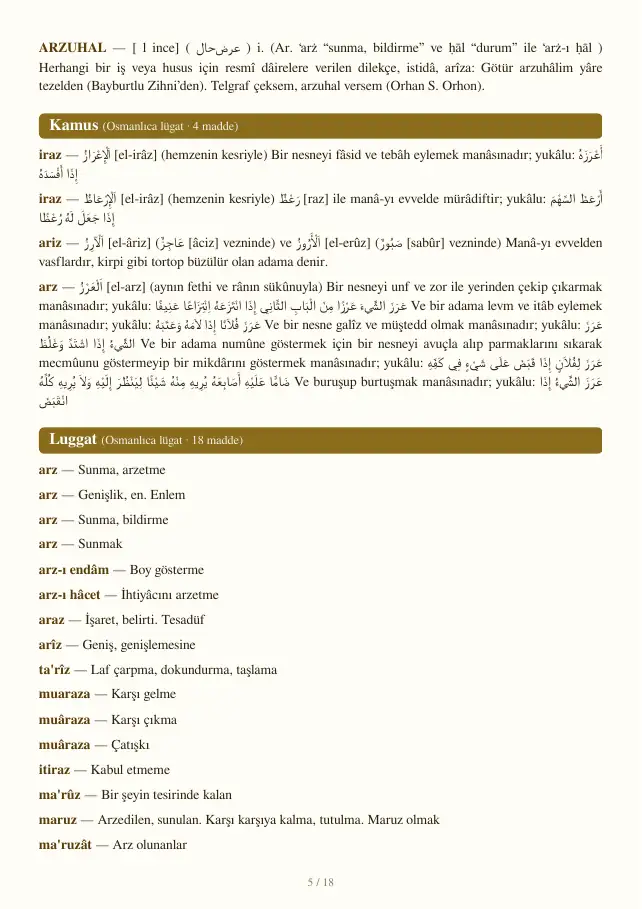 ARZUHAL — [ l ince] ( عرض‌حال ) i. (Ar. ‘arż “sunma, bildirme” ve ḥāl “durum” ile ‘arż-ı ḥāl )
Herhangi bir iş veya husus için resmî dâirelere verilen dilekçe, istidâ, arîza: Götür arzuhâlim yâre
tezelden (Bayburtlu Zihni’den). Telgraf çeksem, arzuhal versem (Orhan S. Orhon).
Kamus (Osmanlıca lügat · 4 madde)
iraz — اَلْإِعْرَازُ [el-irâz] (hemzenin kesriyle) Bir nesneyi fâsid ve tebâh eylemek manâsınadır; yukâlu: أَعْرَزَهُ
إِذَا أَفْسَدَهُ
iraz — اَلْإِرْعَاظُ [el-irâz] (hemzenin kesriyle) رَعْظٌ [raz] ile manâ-yı evvelde mürâdiftir; yukâlu: أَرْعَظَ السَّهْمَ
إِذَا جَعَلَ لَهُ رُعْظًا
ariz — اَلْآرِزُ [el-âriz] (عَاجِزٌ [âciz] vezninde) ve اَلْأَرُوزُ [el-erûz] (صَبُورٌ [sabûr] vezninde) Manâ-yı evvelden
vasflardır, kirpi gibi tortop büzülür olan adama denir.
arz — اَلْعَرْزُ [el-arz] (aynın fethi ve rânın sükûnuyla) Bir nesneyi unf ve zor ile yerinden çekip çıkarmak
manâsınadır; yukâlu: عَرَزَ الشَّيْءَ عَرْزًا مِنَ الْبَابِ الثَّانِي إِذَا انْتَزَعَهُ اِنْتِزَاعًا عَنِيفًا Ve bir adama levm ve itâb eylemek
manâsınadır; yukâlu: عَرَزَ فُلَانًا إِذَا لَامَهُ وَعَتَبَهُ Ve bir nesne galîz ve müştedd olmak manâsınadır; yukâlu: عَرَزَ
الشَّيْءُ إِذَا اشْتَدَّ وَغَلُظَ Ve bir adama numûne göstermek için bir nesneyi avuçla alıp parmaklarını sıkarak
mecmûunu göstermeyip bir mikdârını göstermek manâsınadır; yukâlu: عَرَزَ لِفُلَانٍ إِذَا قَبَضَ عَلَى شَيْءٍ فِي كَفِّهِ
ضَامًّا عَلَيْهِ أَصَابِعَهُ يُرِيهِ مِنْهُ شَيْئًا لِيَنْظُرَ إِلَيْهِ وَلَا يُرِيهِ كُلَّهُ Ve buruşup burtuşmak manâsınadır; yukâlu: عَرَزَ الشَّيْءُ إِذَا
انْقَبَضَ
Luggat (Osmanlıca lügat · 18 madde)
arz — Sunma, arzetme
arz — Genişlik, en. Enlem
arz — Sunma, bildirme
arz — Sunmak
arz-ı endâm — Boy gösterme
arz-ı hâcet — İhtiyâcını arzetme
araz — İşaret, belirti. Tesadüf
arîz — Geniş, genişlemesine
ta'rîz — Laf çarpma, dokundurma, taşlama
muaraza — Karşı gelme
muâraza — Karşı çıkma
muâraza — Çatışkı
itiraz — Kabul etmeme
ma'rûz — Bir şeyin tesirinde kalan
maruz — Arzedilen, sunulan. Karşı karşıya kalma, tutulma. Maruz olmak
ma'ruzât — Arz olunanlar
5 / 18